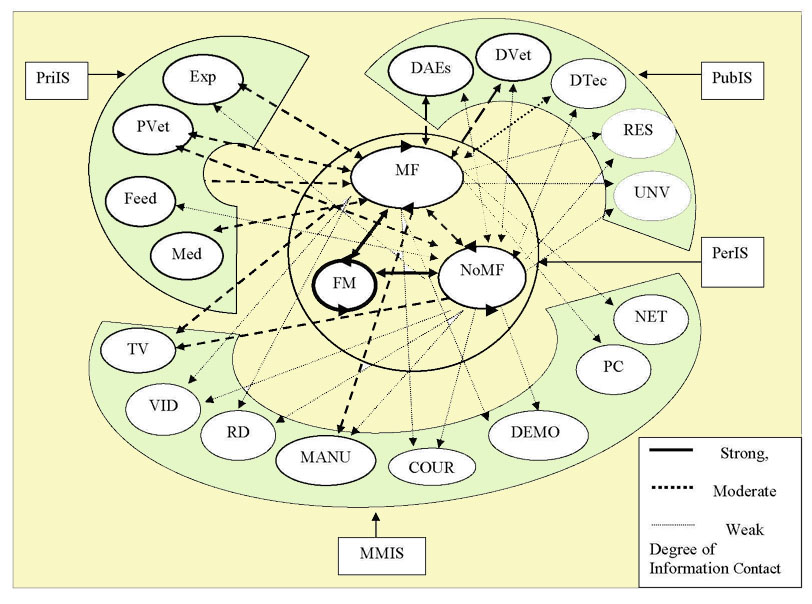 DAEs
DVet
DTec
PriIS
Exp
PubIS
PVet
RES
MF
Feed
UNV
Med
PerIS
FM
NoMF
NET
TV
PC
VID
RD
MANU
COUR
DEMO
Strong,
Moderate
Weak
Degree of
Information Contact
MMIS